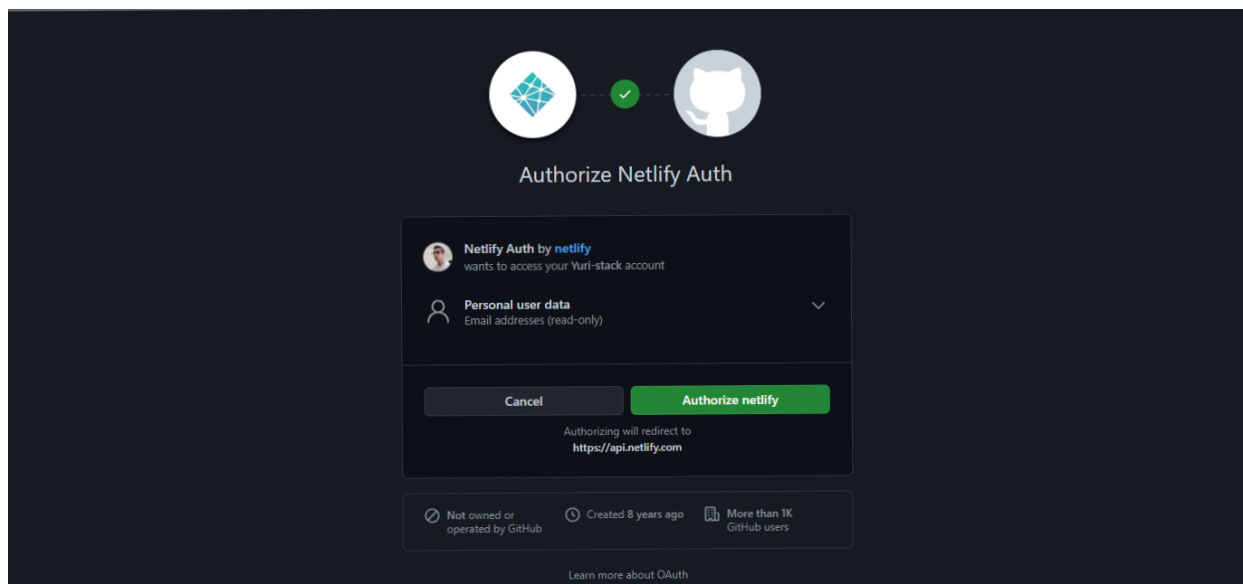 Authorize Netlify Auth
Netlify Auth by netlify
wants to access your Yuri-stack account
Personal user data
Email addresses (read-only)
Cancel
Authorize netlify
Authorizing will redirect to
https://api.netlify.com
Not owned or
operated by GitHub
Created 8 years ago
More than 1K
GitHub users
Learn more about OAuth